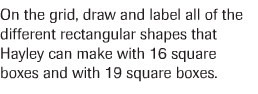 On the grid, draw and label all of the
different rectangular shapes that
Hayley can make with 16 square
boxes and with 19 square boxes.